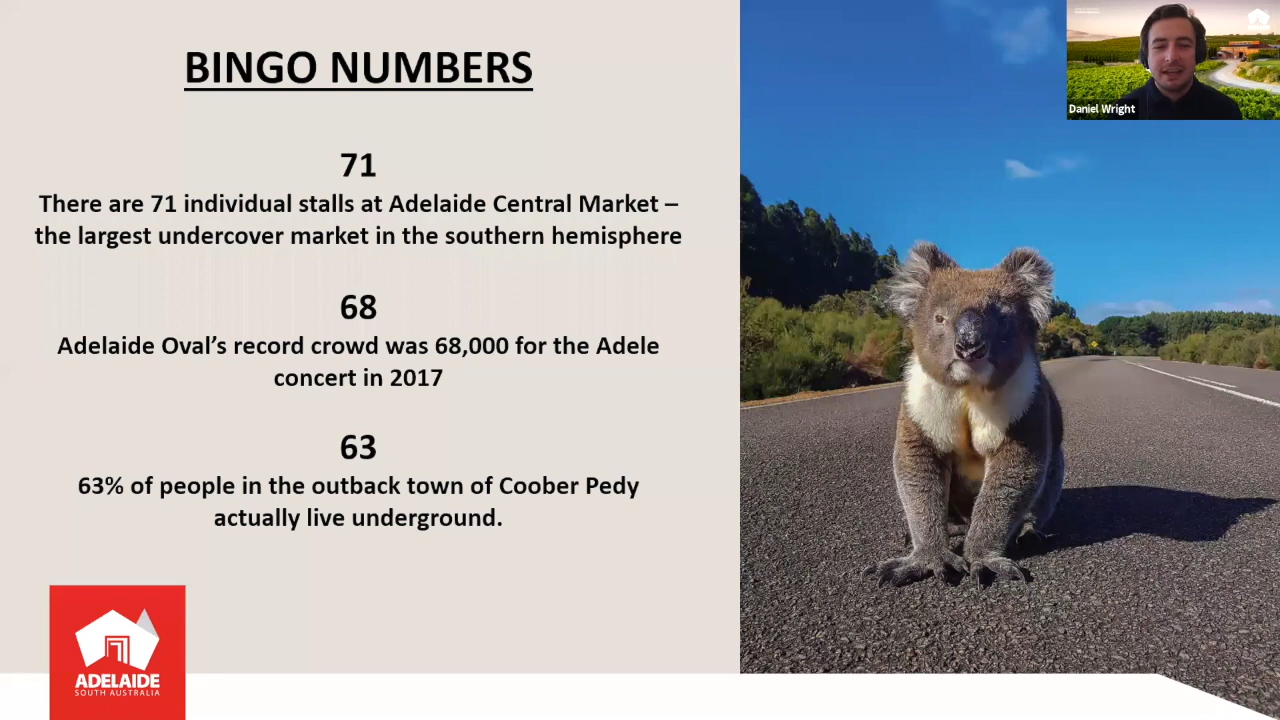 BINGO NUMBERS
71
There are 71 individual stalls at Adelaide Central Market –
the largest undercover market in the southern hemisphere
68
Adelaide Oval’s record crowd was 68,000 for the Adele
concert in 2017
63
63% of people in the outback town of Coober Pedy
actually live underground.
ADELAIDE
SOUTH AUSTRALIA
Daniel Wright